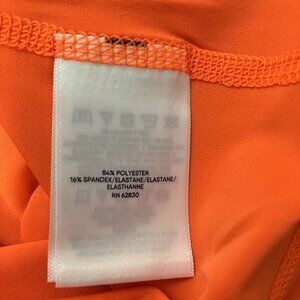 84% POLYESTER
16% SPANDEX/ELASTANE/ELASTANE/
ELASTHANNE
RN 62830